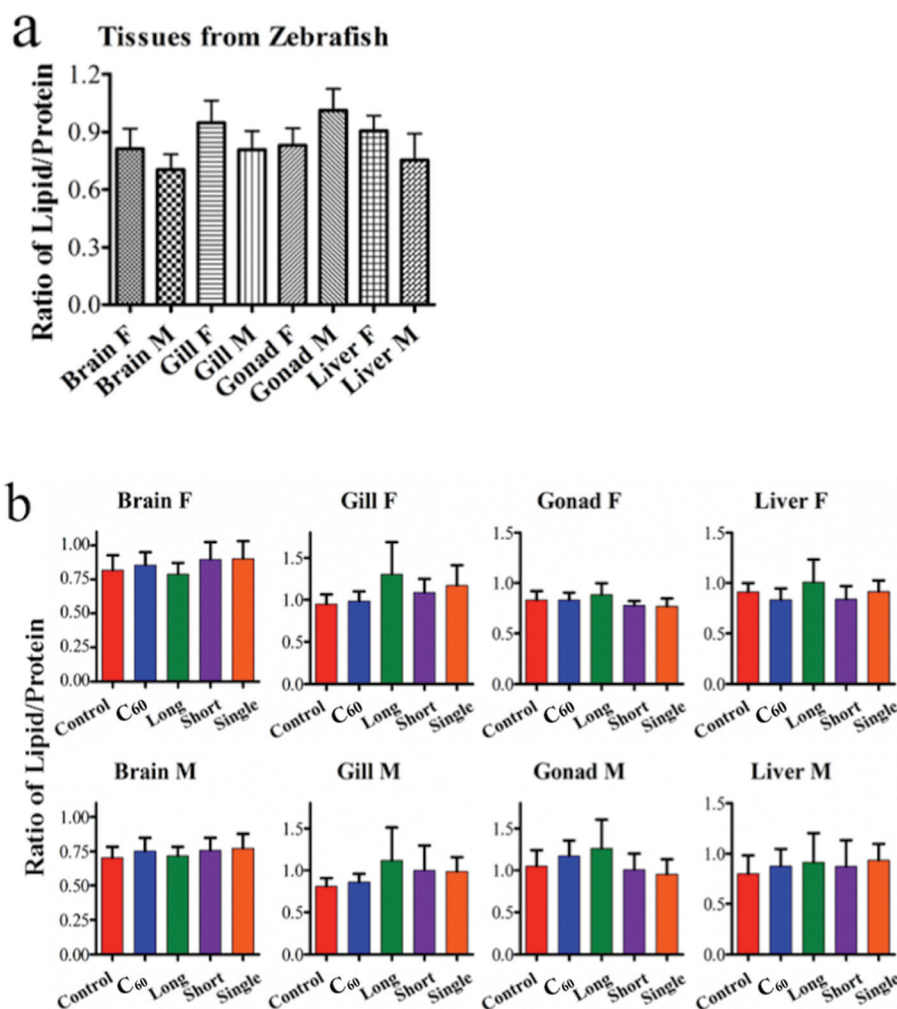 a
Tissues from Zebrafish
Ratio of Lipid/Protein
1.2
0.9
0.6
0.3
0.0
Brain F
Brain M
Gill F
Gill M
Gonad F
Gonad M
Liver F
Liver M
b
Ratio of Lipid/Protein
Brain F
1.00
0.75
0.50
0.25
0.00
Control
C60
Long
Short
Single
Gill F
1.5
1.0
0.5
0.0
Control
C60
Long
Short
Single
Gonad F
1.5
1.0
0.5
0.0
Control
C60
Long
Short
Single
Liver F
1.5
1.0
0.5
0.0
Control
C60
Long
Short
Single
Brain M
1.00
0.75
0.50
0.25
0.00
Control
C60
Long
Short
Single
Gill M
1.5
1.0
0.5
0.0
Control
C60
Long
Short
Single
Gonad M
1.5
1.0
0.5
0.0
Control
C60
Long
Short
Single
Liver M
1.5
1.0
0.5
0.0
Control
C60
Long
Short
Single